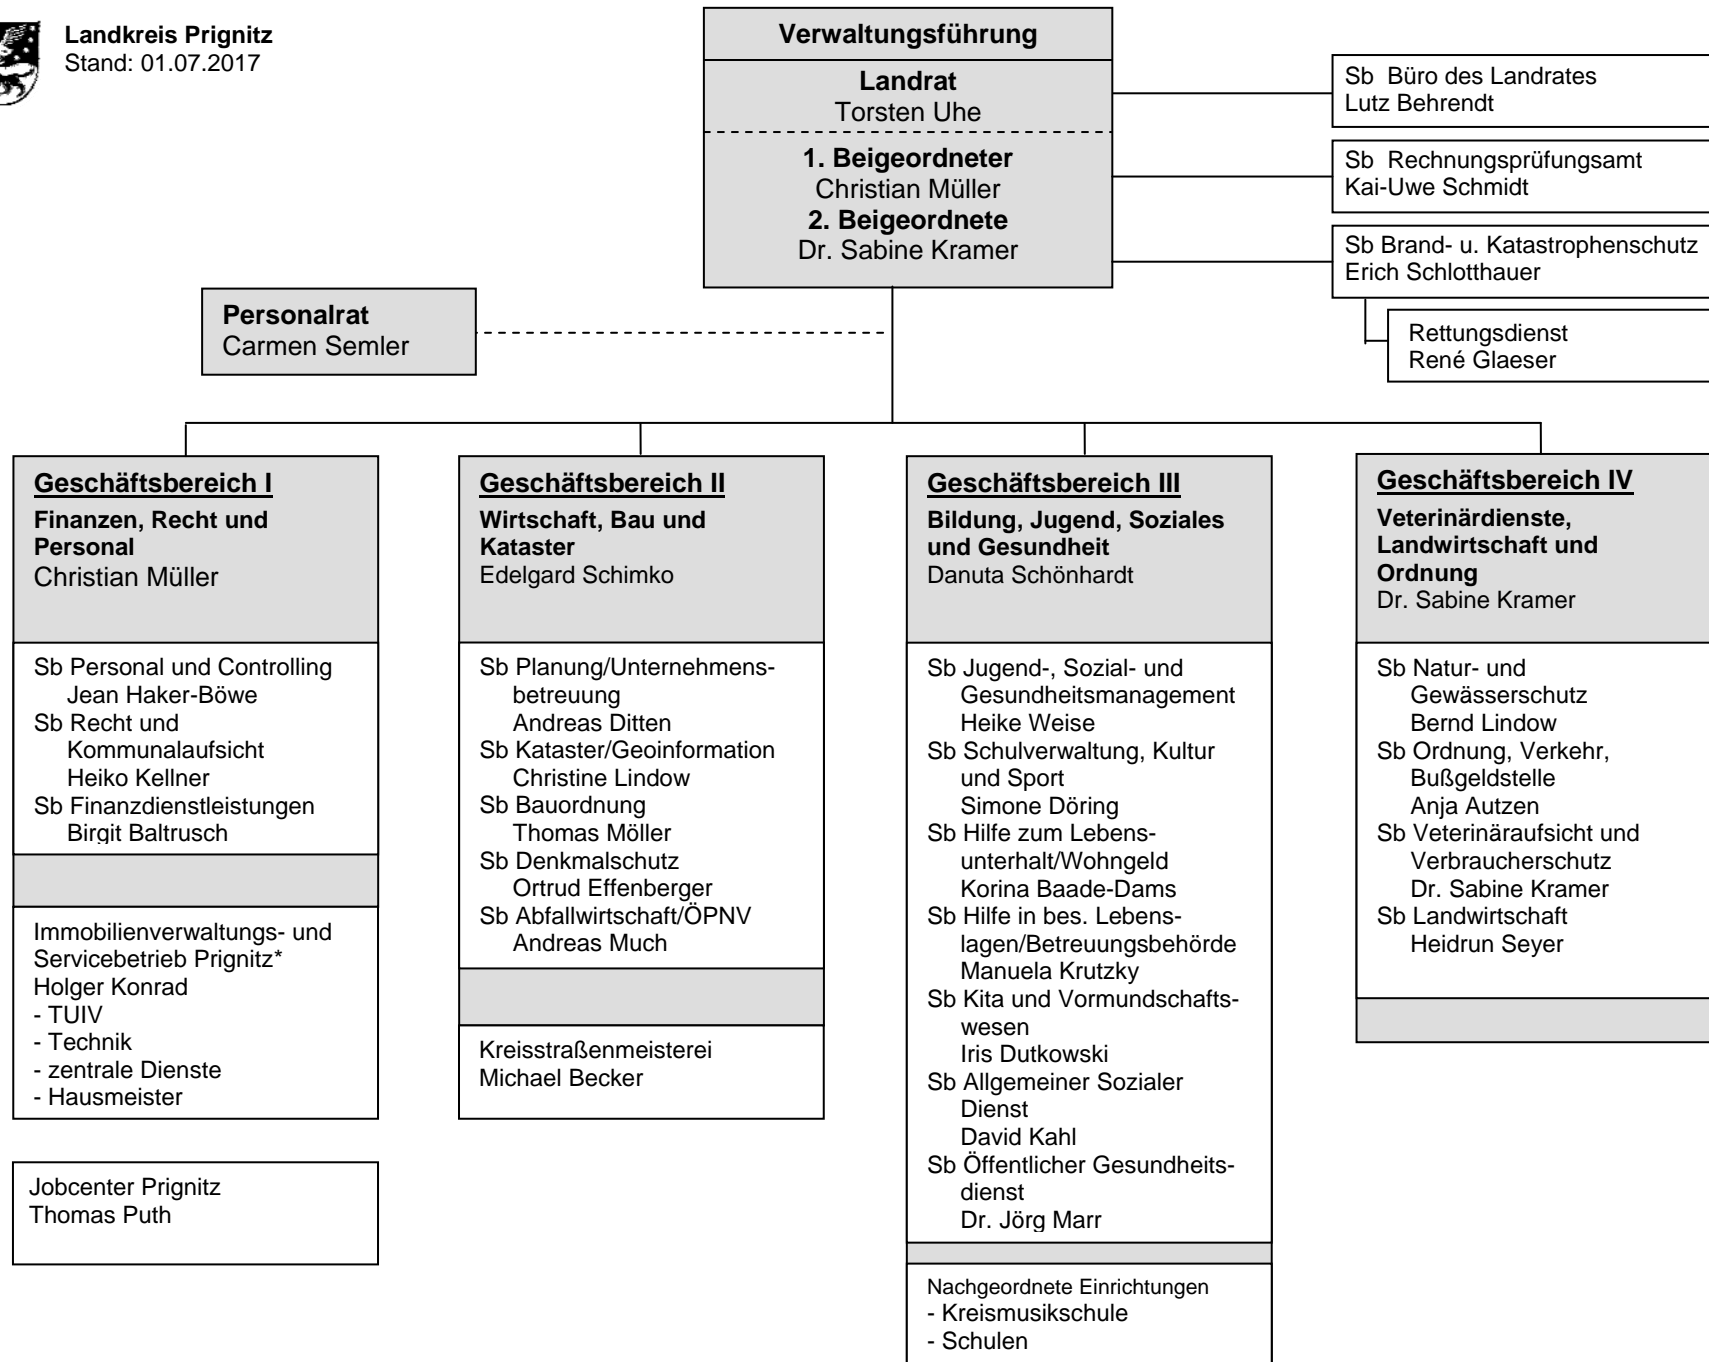 Landkreis Prignitz
Stand: 01.07.2017
Verwaltungsführung
Landrat
Torsten Uhe
1. Beigeordneter
Christian Müller
2. Beigeordnete
Dr. Sabine Kramer
Sb  Büro des Landrates
Lutz Behrendt
Sb  Rechnungsprüfungsamt
Kai-Uwe Schmidt
Sb Brand- u. Katastrophenschutz
Erich Schlotthauer
Rettungsdienst
René Glaeser
Personalrat
Carmen Semler
Geschäftsbereich I
Finanzen, Recht und
Personal
Christian Müller
Sb Personal und Controlling
Jean Haker-Böwe
Sb Recht und
Kommunalaufsicht
Heiko Kellner
Sb Finanzdienstleistungen
Birgit Baltrusch
Immobilienverwaltungs- und
Servicebetrieb Prignitz*
Holger Konrad
- TUIV
- Technik
- zentrale Dienste
- Hausmeister
Jobcenter Prignitz
Thomas Puth
Geschäftsbereich II
Wirtschaft, Bau und
Kataster
Edelgard Schimko
Sb Planung/Unternehmens-
betreuung
Andreas Ditten
Sb Kataster/Geoinformation
Christine Lindow
Sb Bauordnung
Thomas Möller
Sb Denkmalschutz
Ortrud Effenberger
Sb Abfallwirtschaft/ÖPNV
Andreas Much
Kreisstraßenmeisterei
Michael Becker
Geschäftsbereich III
Bildung, Jugend, Soziales
und Gesundheit
Danuta Schönhardt
Sb Jugend-, Sozial- und
Gesundheitsmanagement
Heike Weise
Sb Schulverwaltung, Kultur
und Sport
Simone Döring
Sb Hilfe zum Lebens-
unterhalt/Wohngeld
Korina Baade-Dams
Sb Hilfe in bes. Lebens-
lagen/Betreuungsbehörde
Manuela Krutzky
Sb Kita und Vormundschafts-
wesen
Iris Dutkowski
Sb Allgemeiner Sozialer
Dienst
David Kahl
Sb Öffentlicher Gesundheits-
dienst
Dr. Jörg Marr
Nachgeordnete Einrichtungen
- Kreismusikschule
- Schulen
Geschäftsbereich IV
Veterinärdienste,
Landwirtschaft und
Ordnung
Dr. Sabine Kramer
Sb Natur- und
Gewässerschutz
Bernd Lindow
Sb Ordnung, Verkehr,
Bußgeldstelle
Anja Autzen
Sb Veterinäraufsicht und
Verbraucherschutz
Dr. Sabine Kramer
Sb Landwirtschaft
Heidrun Seyer